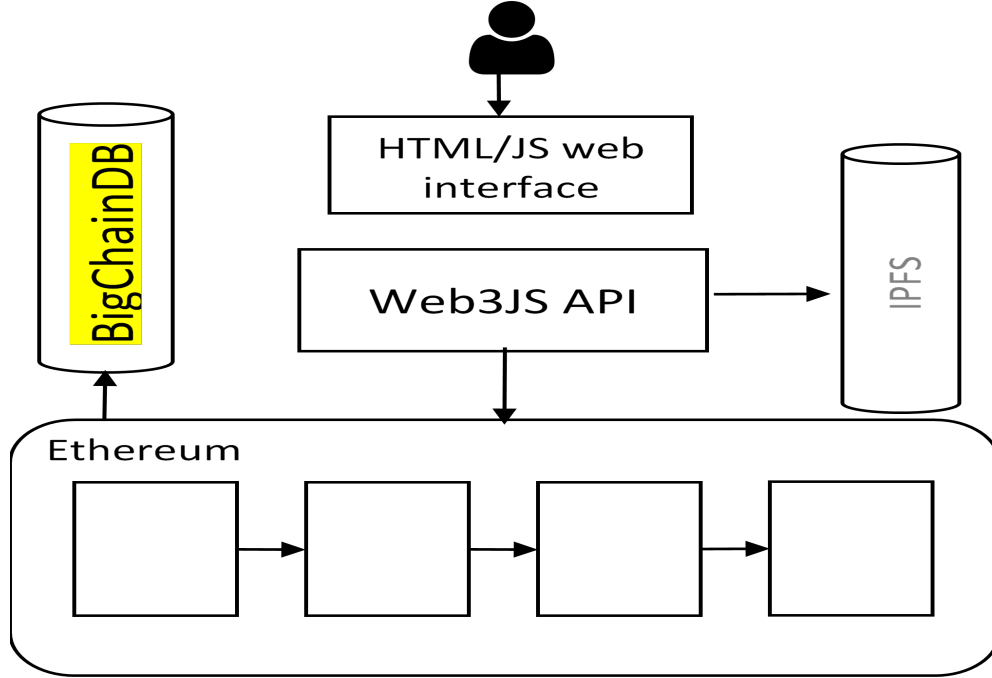 HTML/JS web
interface
BigChainDB
Web3JS API
IPFS
Ethereum